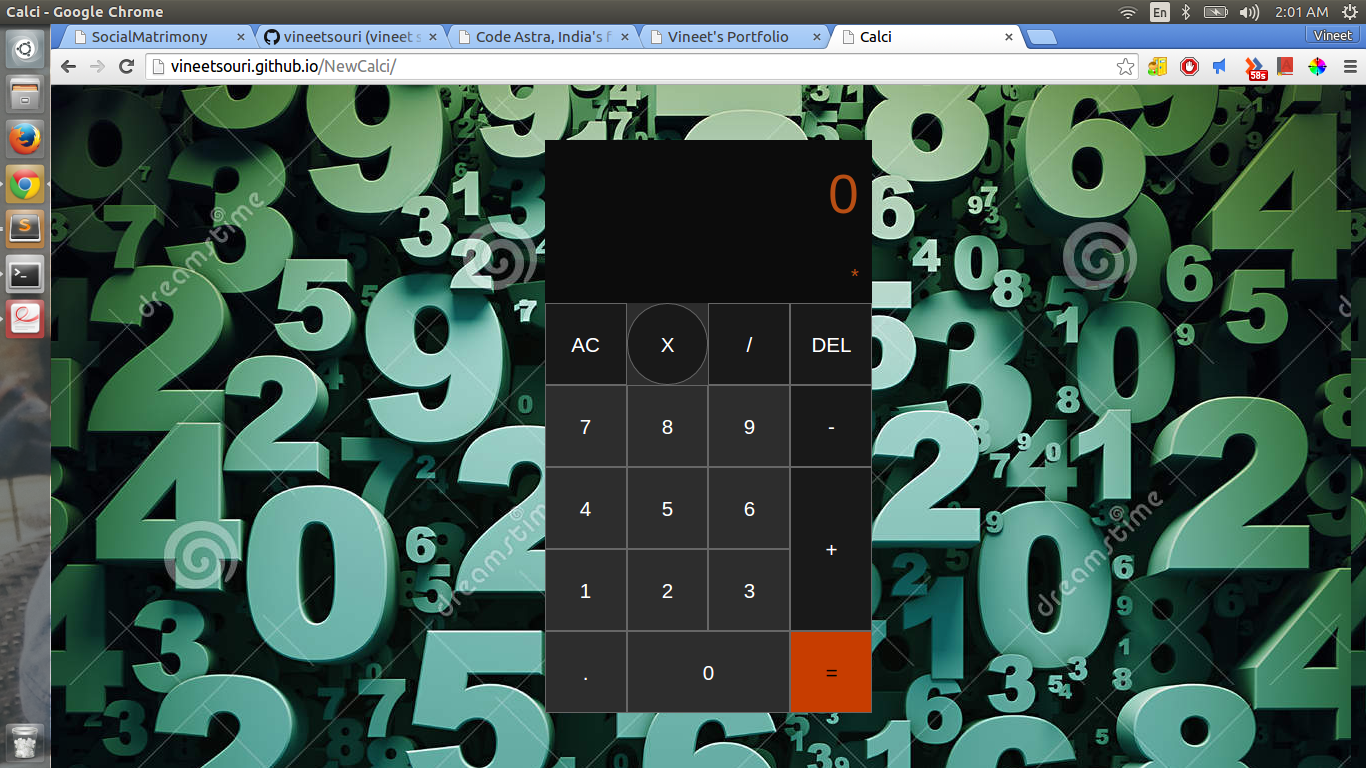 Calci - Google Chrome
En
2:01 AM
SocialMatrimony
vineetsouri (vineet s
Code Astra, India's f
Vineet's Portfolio
Calci
Vineet
vineetsouri.github.io/NewCalci/
58s
0
*
AC X / DEL
7 8 9 -
4 5 6
+
1 2 3
. 0 =
dreamstime
dreamstime
dreamstime